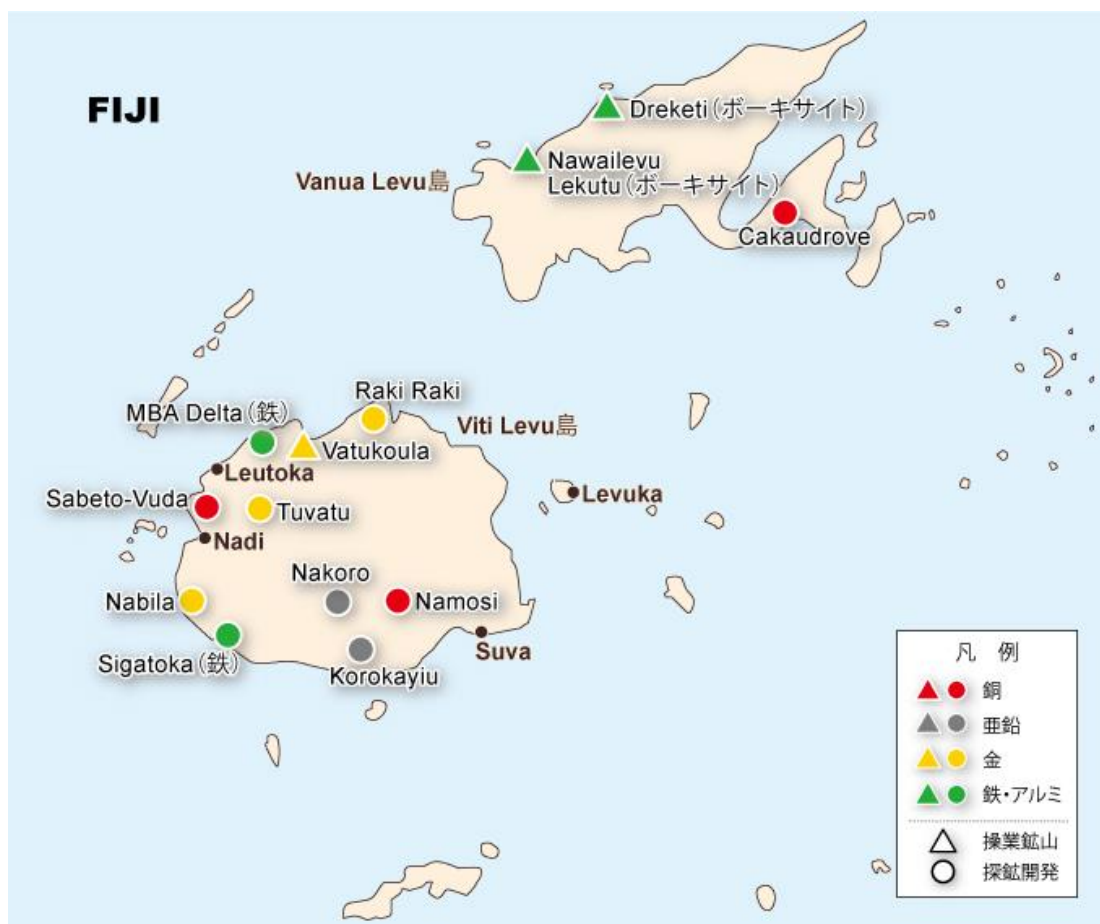 FIJI
Dreketi(ボーキサイト)
Nawailevu
Lekutu(ボーキサイト)
Vanua Levu島
Cakaudrove
Raki Raki
MBA Delta(鉄)
Viti Levu島
Vatukoula
Leutoka
Sabeto-Vuda
Tuvatu
Levuka
Nadi
Nakoro
Nabila
Namosi
Suva
Sigatoka(鉄)
Korokayiu
凡 例
銅
亜鉛
金
鉄・アルミ
操業鉱山
探鉱開発